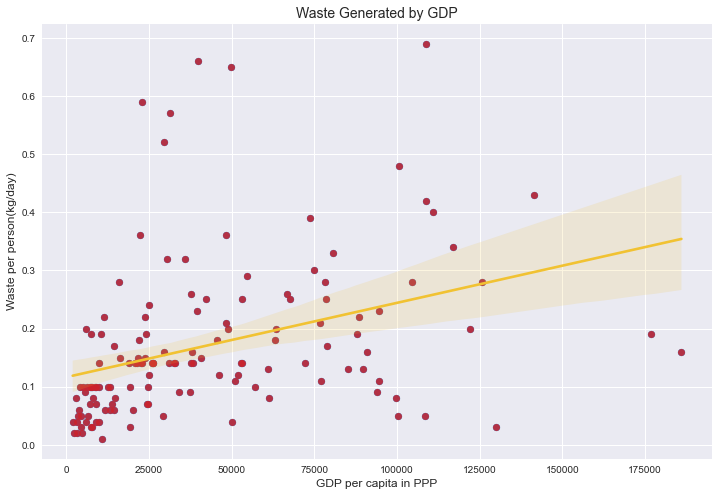 Waste Generated by GDP
0.7
0.6
0.5
0.4
0.3
0.2
0.1
0.0
Waste per person(kg/day)
0 25000 50000 75000 100000 125000 150000 175000
GDP per capita in PPP